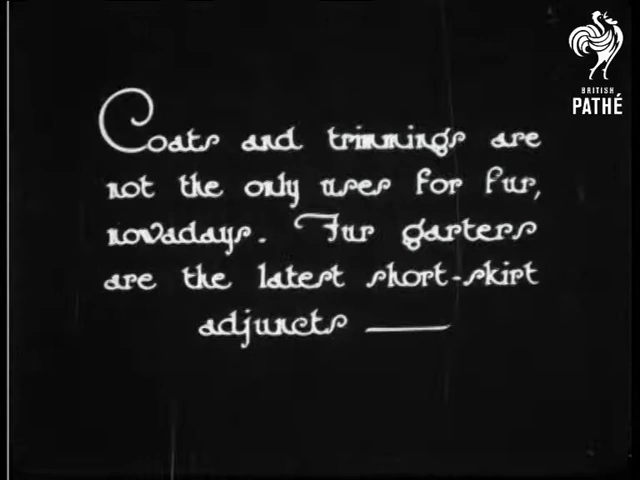 BRITISH
PATHÉ
Coats and trimmings are
not the only uses for fur,
novadays. Fur garters
are the latest short-skirt
adjuncts —